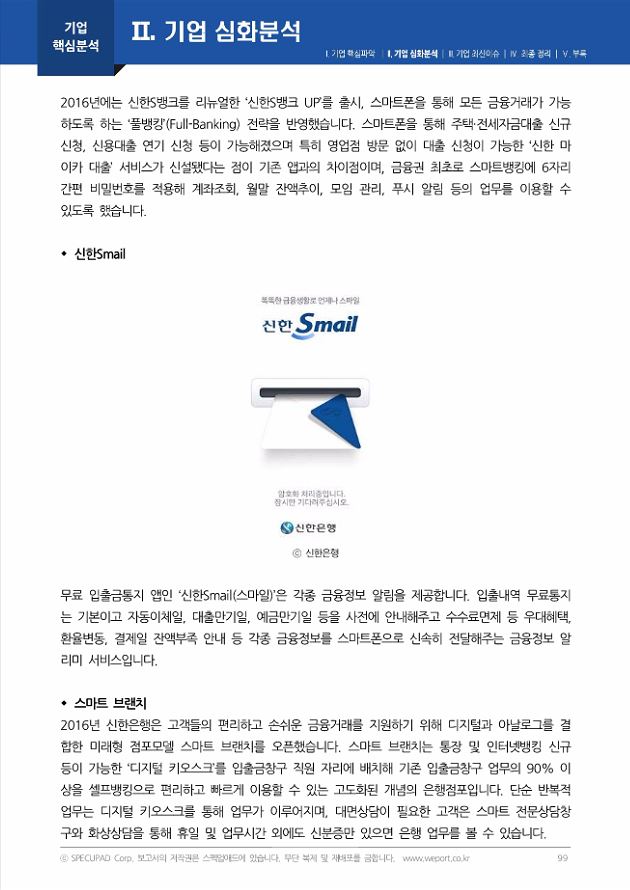 기업
핵심분석
Ⅱ. 기업 심화분석
Ⅰ. 기업 핵심파악 | Ⅱ. 기업 심화분석 | Ⅲ. 기업 최신이슈 | Ⅳ. 최종 정리 | Ⅴ. 부록
2016년에는 신한S뱅크를 리뉴얼한 '신한S뱅크 UP'를 출시, 스마트폰을 통해 모든 금융거래가 가능
하도록 하는 '풀뱅킹'(Full-Banking) 전략을 반영했습니다. 스마트폰을 통해 주택·전세자금대출 신규
신청, 신용대출 연기 신청 등이 가능해졌으며 특히 영업점 방문 없이 대출 신청이 가능한 '신한 마
이카 대출' 서비스가 신설됐다는 점이 기존 앱과의 차이점이며, 금융권 최초로 스마트뱅킹에 6자리
간편 비밀번호를 적용해 계좌조회, 월말 잔액추이, 모임 관리, 푸시 알림 등의 업무를 이용할 수
있도록 했습니다.
◆ 신한Smail
똑똑한 금융생활로 언제나 스마일
신한 Smail
암호화 처리중입니다.
잠시만 기다려주십시오.
신한은행
ⓒ 신한은행
무료 입출금통지 앱인 '신한Smail(스마일)'은 각종 금융정보 알림을 제공합니다. 입출내역 무료통지
는 기본이고 자동이체일, 대출만기일, 예금만기일 등을 사전에 안내해주고 수수료면제 등 우대혜택,
환율변동, 결제일 잔액부족 안내 등 각종 금융정보를 스마트폰으로 신속히 전달해주는 금융정보 알
리미 서비스입니다.
◆ 스마트 브랜치
2016년 신한은행은 고객들의 편리하고 손쉬운 금융거래를 지원하기 위해 디지털과 아날로그를 결
합한 미래형 점포모델 스마트 브랜치를 오픈했습니다. 스마트 브랜치는 통장 및 인터넷뱅킹 신규
등이 가능한 '디지털 키오스크'를 입출금창구 직원 자리에 배치해 기존 입출금창구 업무의 90% 이
상을 셀프뱅킹으로 편리하고 빠르게 이용할 수 있는 고도화된 개념의 은행점포입니다. 단순 반복적
업무는 디지털 키오스크를 통해 업무가 이루어지며, 대면상담이 필요한 고객은 스마트 전문상담창
구와 화상상담을 통해 휴일 및 업무시간 외에도 신분증만 있으면 은행 업무를 볼 수 있습니다.
ⓒ SPECUPAD Corp. 보고서의 저작권은 스펙업애드에 있습니다. 무단 복제 및 재배포를 금합니다. www.weport.co.kr
99